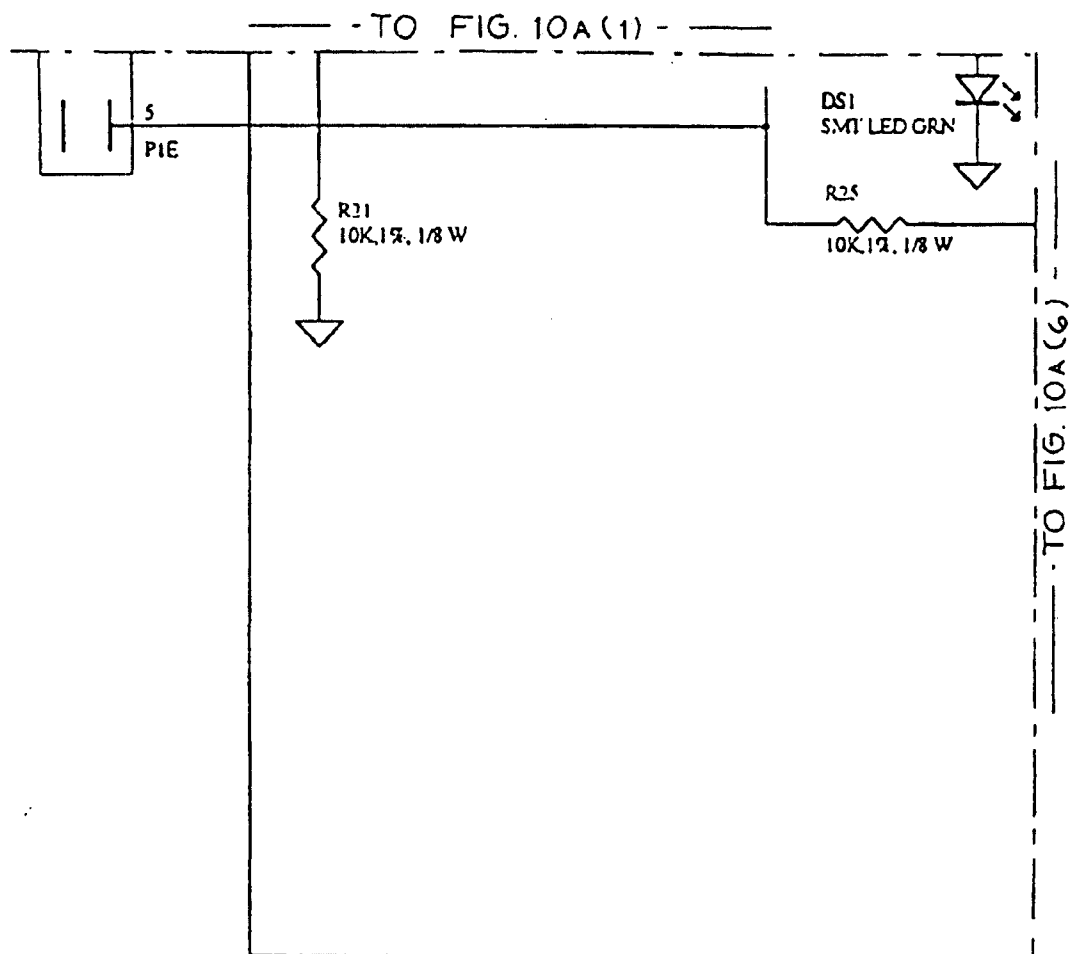 - TO FIG. 10A(1) -
5
P1E
DS1
SMT LED GRN
R21
10K,1%, 1/8 W
R25
10K,1%, 1/8 W
- TO FIG. 10A(6) -